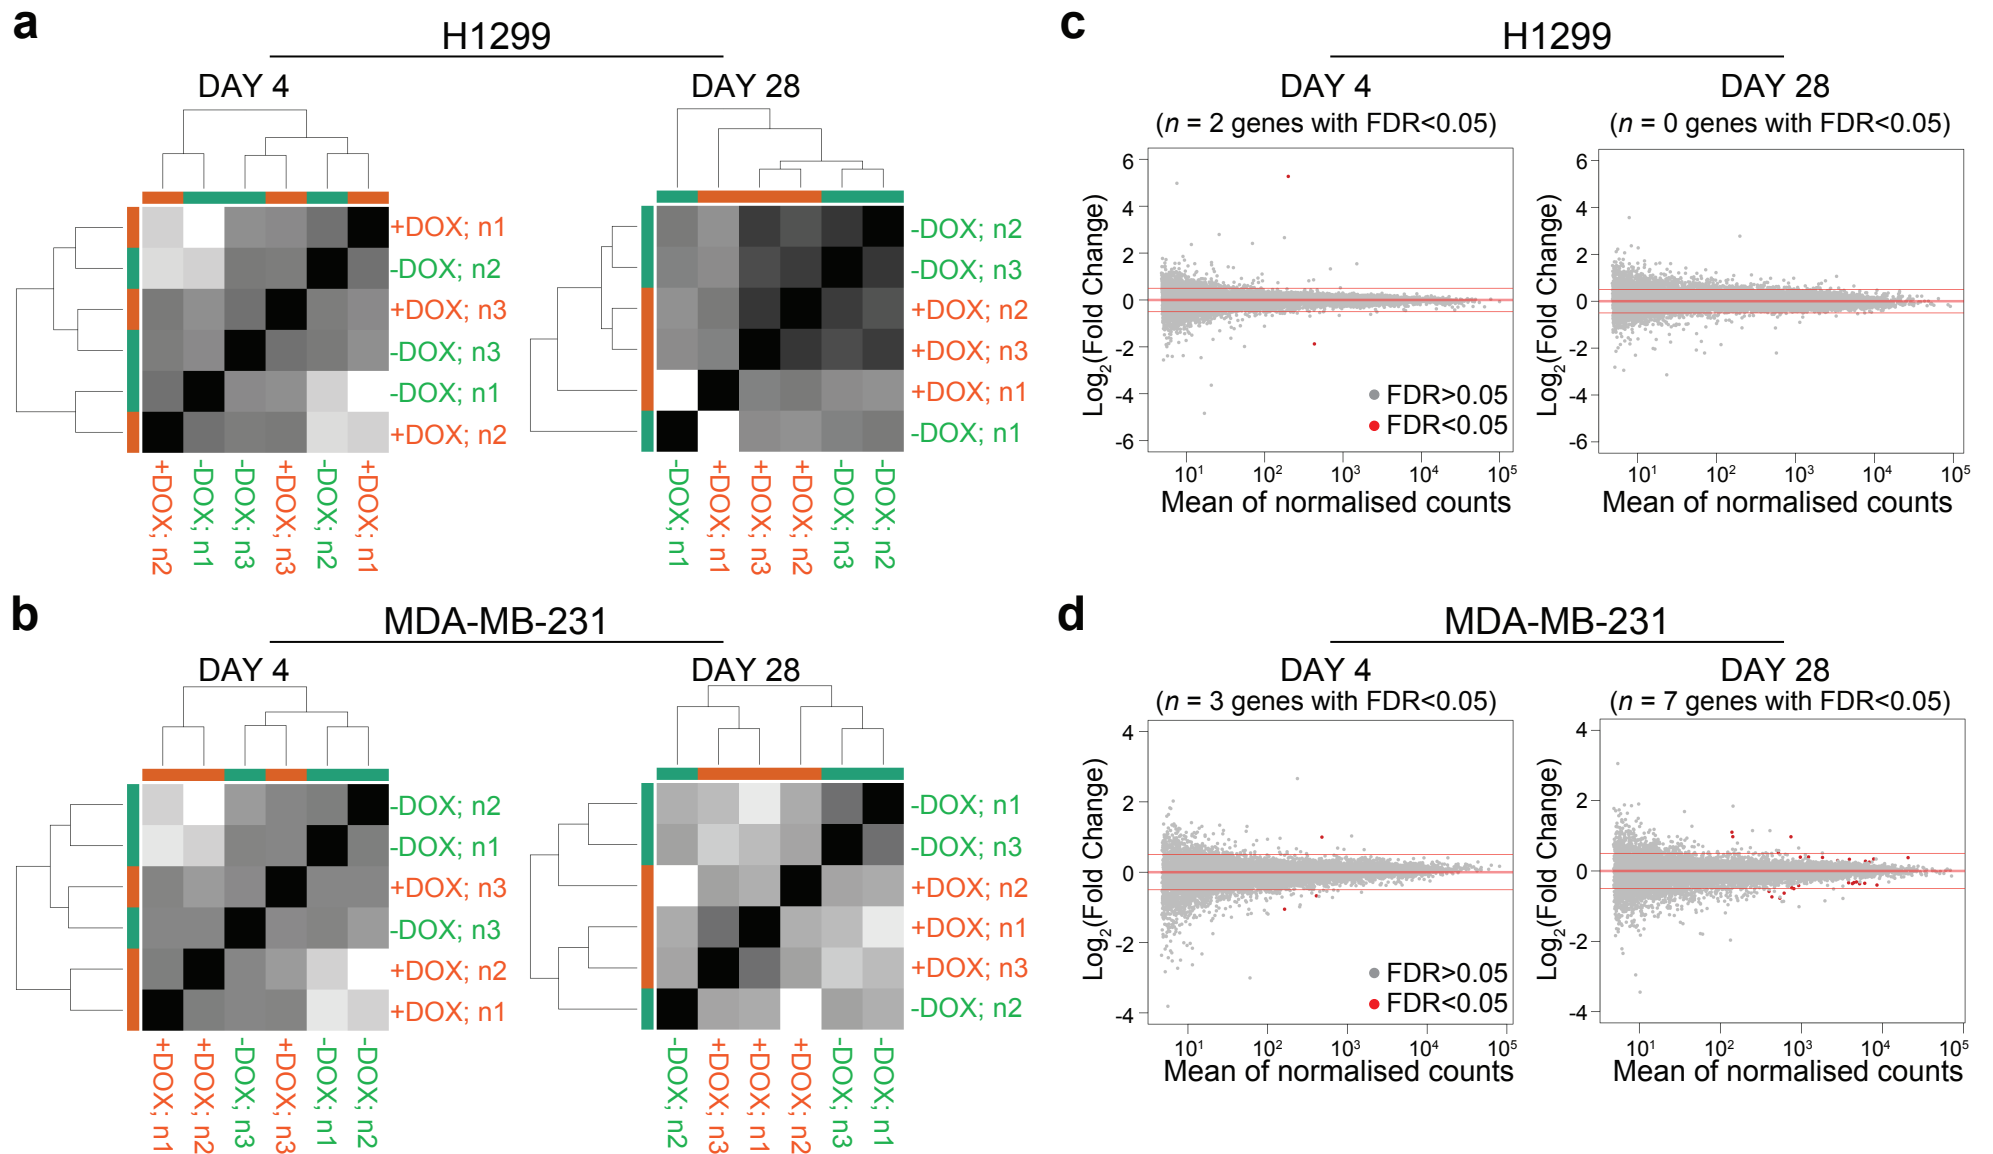 a
H1299
DAY 4
DAY 28
+DOX; n1
-DOX; n2
+DOX; n3
-DOX; n3
-DOX; n1
+DOX; n2
+DOX; n2
-DOX; n1
-DOX; n3
+DOX; n3
-DOX; n2
+DOX; n1
-DOX; n2
-DOX; n3
+DOX; n2
+DOX; n3
+DOX; n1
-DOX; n1
-DOX; n1
+DOX; n1
+DOX; n3
+DOX; n2
-DOX; n3
-DOX; n2
b
MDA-MB-231
DAY 4
DAY 28
-DOX; n2
-DOX; n1
+DOX; n3
-DOX; n3
+DOX; n2
+DOX; n1
+DOX; n1
+DOX; n2
-DOX; n3
+DOX; n3
-DOX; n1
-DOX; n2
-DOX; n1
-DOX; n3
+DOX; n2
+DOX; n1
+DOX; n3
-DOX; n2
-DOX; n2
+DOX; n3
+DOX; n1
+DOX; n2
-DOX; n3
-DOX; n1
c
H1299
DAY 4
(n = 2 genes with FDR<0.05)
Log2(Fold Change)
6
4
2
0
-2
-4
-6
FDR>0.05
FDR<0.05
10¹ 10² 10³ 10⁴ 10⁵
Mean of normalised counts
DAY 28
(n = 0 genes with FDR<0.05)
Log2(Fold Change)
6
4
2
0
-2
-4
-6
10¹ 10² 10³ 10⁴ 10⁵
Mean of normalised counts
d
MDA-MB-231
DAY 4
(n = 3 genes with FDR<0.05)
Log2(Fold Change)
4
2
0
-2
-4
FDR>0.05
FDR<0.05
10¹ 10² 10³ 10⁴ 10⁵
Mean of normalised counts
DAY 28
(n = 7 genes with FDR<0.05)
Log2(Fold Change)
4
2
0
-2
-4
10¹ 10² 10³ 10⁴ 10⁵
Mean of normalised counts